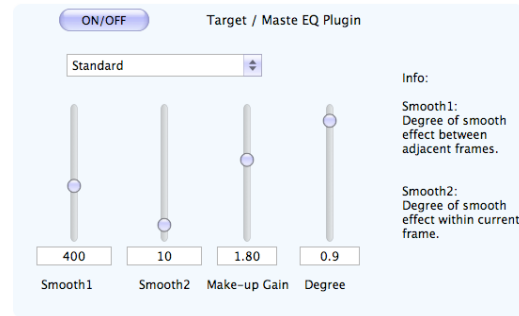 ON/OFF
Target / Maste EQ Plugin
Standard
Info:
Smooth1:
Degree of smooth
effect between
adjacent frames.
Smooth2:
Degree of smooth
effect within current
frame.
400
10
1.80
0.9
Smooth1
Smooth2
Make-up Gain
Degree